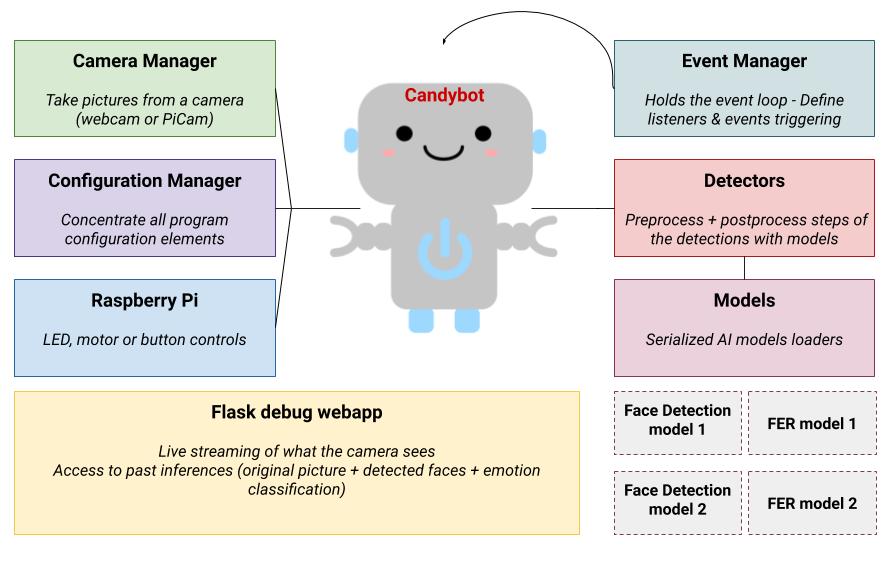 Camera Manager
Take pictures from a camera
(webcam or PiCam)
Configuration Manager
Concentrate all program
configuration elements
Raspberry Pi
LED, motor or button controls
Candybot
Event Manager
Holds the event loop - Define
listeners & events triggering
Detectors
Preprocess + postprocess steps of
the detections with models
Models
Serialized AI models loaders
Flask debug webapp
Live streaming of what the camera sees
Access to past inferences (original picture + detected faces + emotion
classification)
Face Detection
model 1
FER model 1
Face Detection
model 2
FER model 2